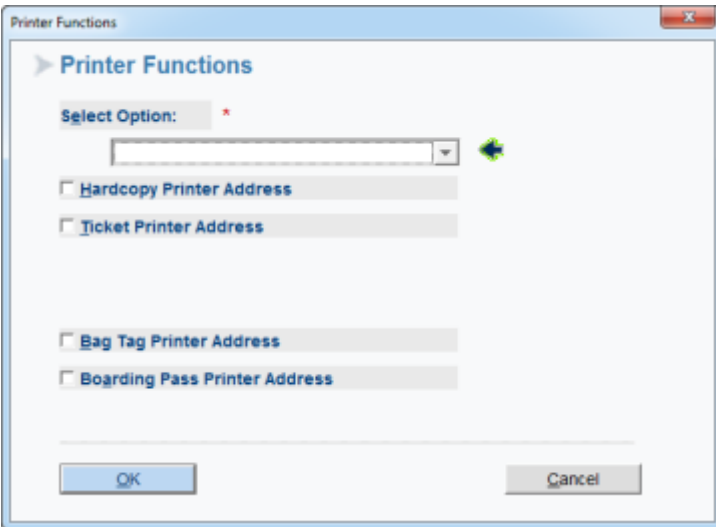 Printer Functions
Printer Functions
Select Option: *
Hardcopy Printer Address
Ticket Printer Address
Bag Tag Printer Address
Boarding Pass Printer Address
OK Cancel